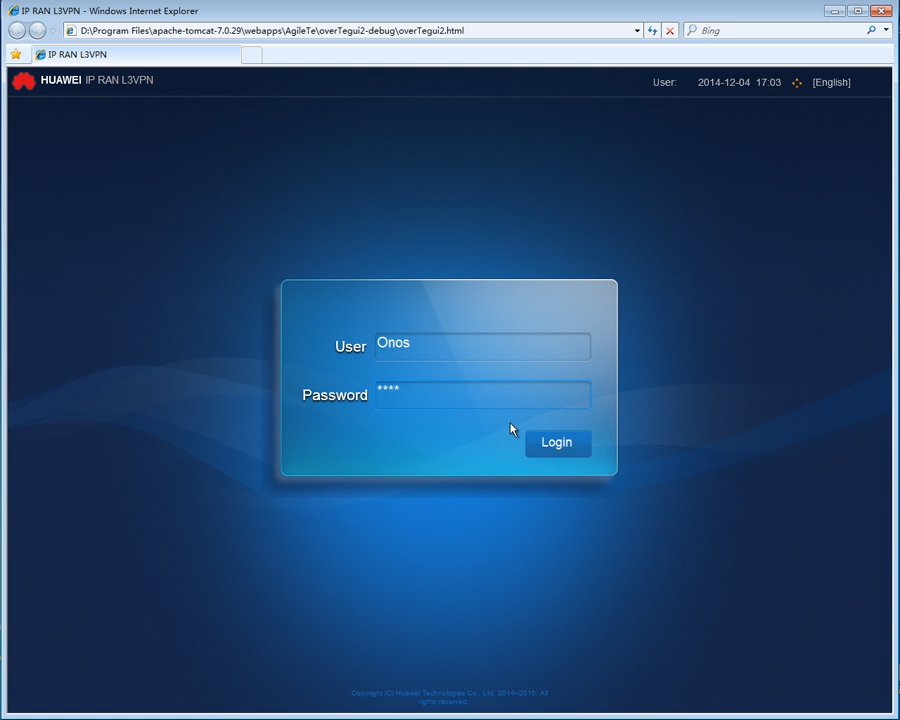 IP RAN L3VPN - Windows Internet Explorer
D:\Program Files\apache-tomcat-7.0.29\webapps\AgileTe\overTegui2-debug\overTegui2.html
Bing
IP RAN L3VPN
HUAWEI IP RAN L3VPN
User: 2014-12-04 17:03 [English]
User Onos
Password ****
Login
Copyright (C) Huawei Technologies Co., Ltd. 2014-2015. All
rights reserved.